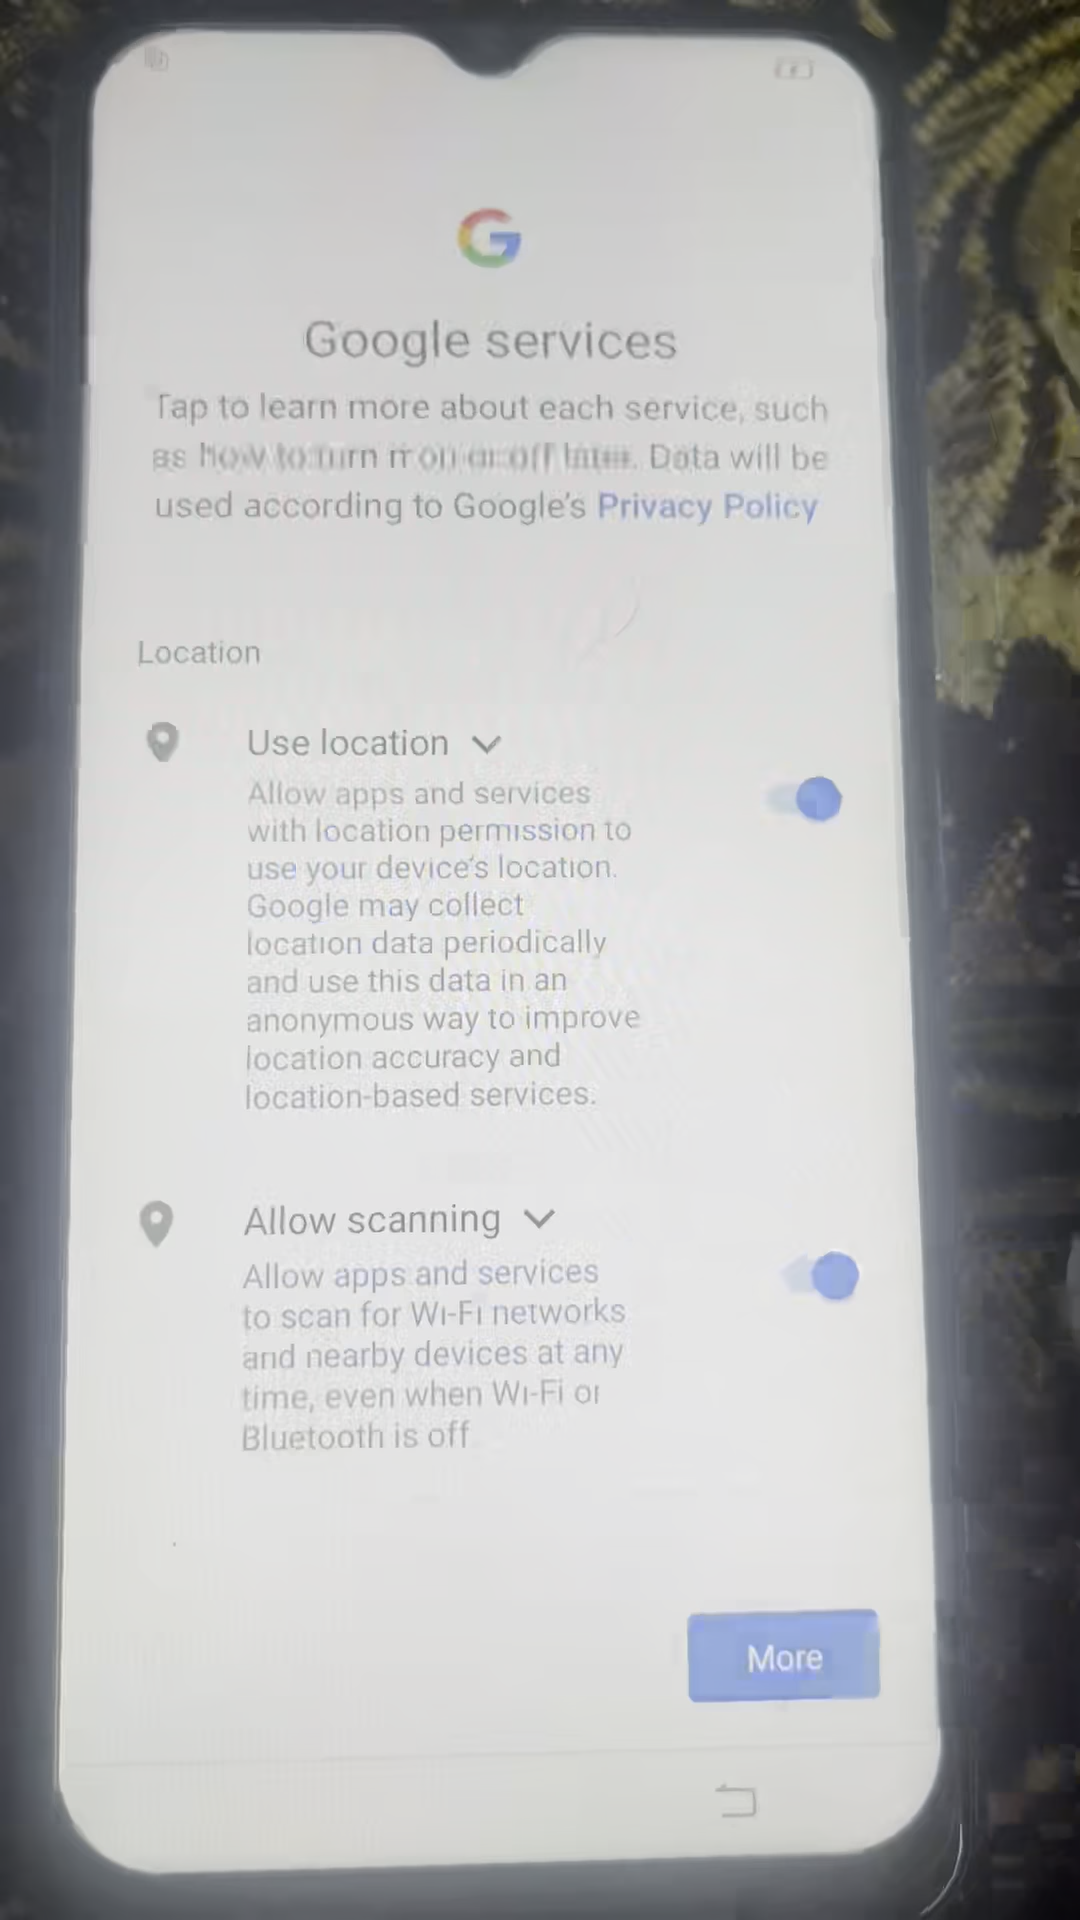 Google services
Tap to learn more about each service, such
as how to turn it on or off later. Data will be
used according to Google's Privacy Policy
Location
Use location
Allow apps and services
with location permission to
use your device's location.
Google may collect
location data periodically
and use this data in an
anonymous way to improve
location accuracy and
location-based services.
Allow scanning
Allow apps and services
to scan for Wi-Fi networks
and nearby devices at any
time, even when Wi-Fi or
Bluetooth is off
More